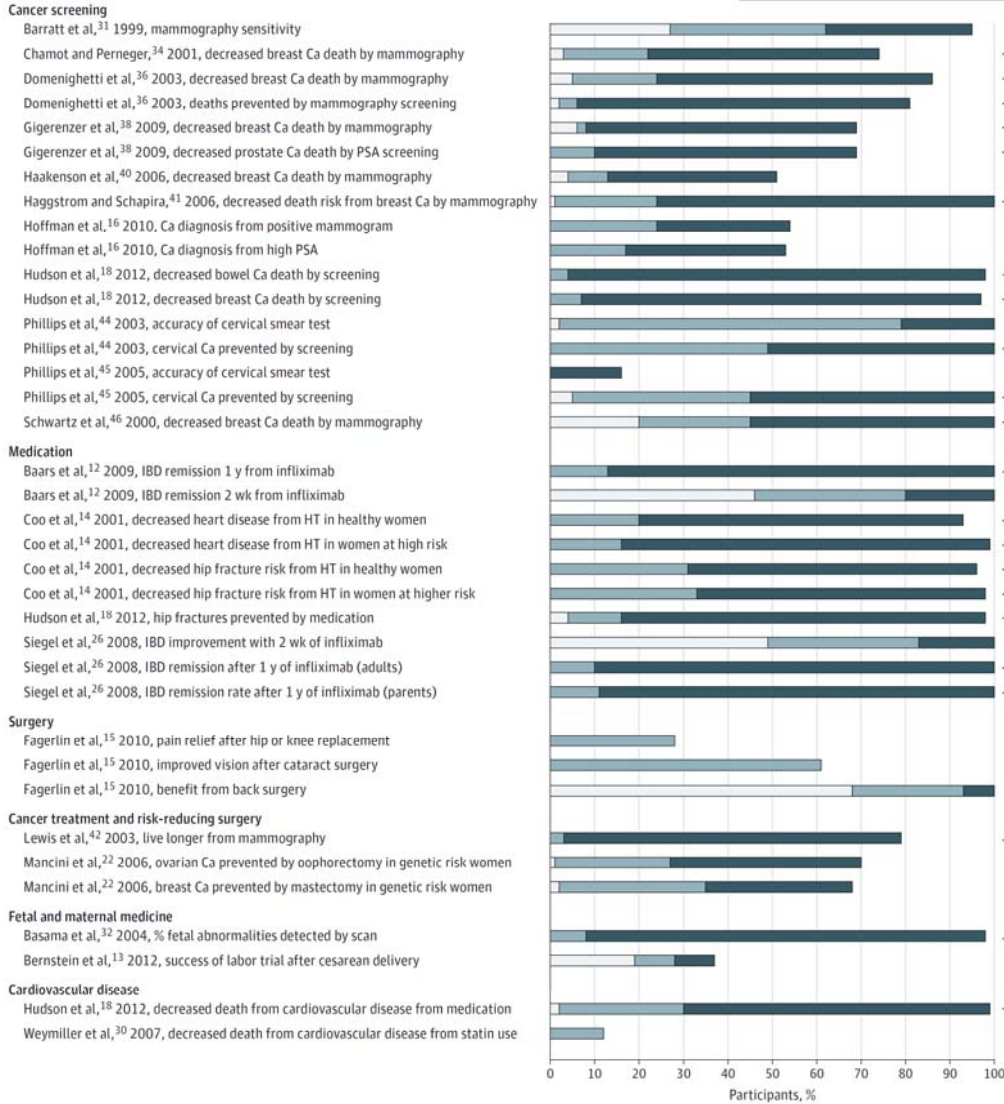 Cancer screening
Barratt et al,31 1999, mammography sensitivity
Chamot and Perneger,34 2001, decreased breast Ca death by mammography
Domenighetti et al,36 2003, decreased breast Ca death by mammography
Domenighetti et al,36 2003, deaths prevented by mammography screening
Gigerenzer et al,38 2009, decreased breast Ca death by mammography
Gigerenzer et al,38 2009, decreased prostate Ca death by PSA screening
Haakenson et al,40 2006, decreased breast Ca death by mammography
Haggstrom and Schapira,41 2006, decreased death risk from breast Ca by mammography
Hoffman et al,16 2010, Ca diagnosis from positive mammogram
Hoffman et al,16 2010, Ca diagnosis from high PSA
Hudson et al,18 2012, decreased bowel Ca death by screening
Hudson et al,18 2012, decreased breast Ca death by screening
Phillips et al,44 2003, accuracy of cervical smear test
Phillips et al,44 2003, cervical Ca prevented by screening
Phillips et al,45 2005, accuracy of cervical smear test
Phillips et al,45 2005, cervical Ca prevented by screening
Schwartz et al,46 2000, decreased breast Ca death by mammography
Medication
Baars et al,12 2009, IBD remission 1 y from infliximab
Baars et al,12 2009, IBD remission 2 wk from infliximab
Coo et al,14 2001, decreased heart disease from HT in healthy women
Coo et al,14 2001, decreased heart disease from HT in women at high risk
Coo et al,14 2001, decreased hip fracture risk from HT in healthy women
Coo et al,14 2001, decreased hip fracture risk from HT in women at higher risk
Hudson et al,18 2012, hip fractures prevented by medication
Siegel et al,26 2008, IBD improvement with 2 wk of infliximab
Siegel et al,26 2008, IBD remission after 1 y of infliximab (adults)
Siegel et al,26 2008, IBD remission rate after 1 y of infliximab (parents)
Surgery
Fagerlin et al,15 2010, pain relief after hip or knee replacement
Fagerlin et al,15 2010, improved vision after cataract surgery
Fagerlin et al,15 2010, benefit from back surgery
Cancer treatment and risk-reducing surgery
Lewis et al,42 2003, live longer from mammography
Mancini et al,22 2006, ovarian Ca prevented by oophorectomy in genetic risk women
Mancini et al,22 2006, breast Ca prevented by mastectomy in genetic risk women
Fetal and maternal medicine
Basama et al,32 2004, % fetal abnormalities detected by scan
Bernstein et al,13 2012, success of labor trial after cesarean delivery
Cardiovascular disease
Hudson et al,18 2012, decreased death from cardiovascular disease from medication
Weymiller et al,30 2007, decreased death from cardiovascular disease from statin use
0 10 20 30 40 50 60 70 80 90 100
Participants, %